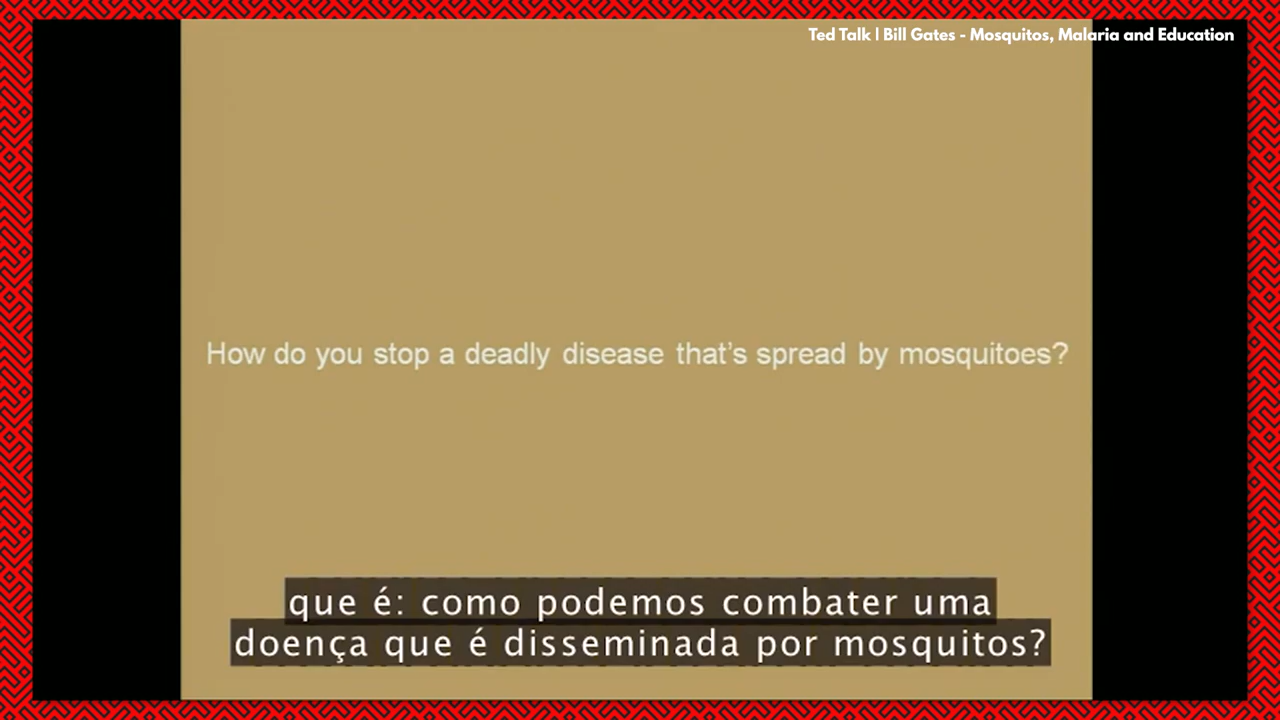 Ted Talk | Bill Gates - Mosquitos, Malaria and Education
How do you stop a deadly disease that's spread by mosquitoes?
que é: como podemos combater uma
doença que é disseminada por mosquitos?